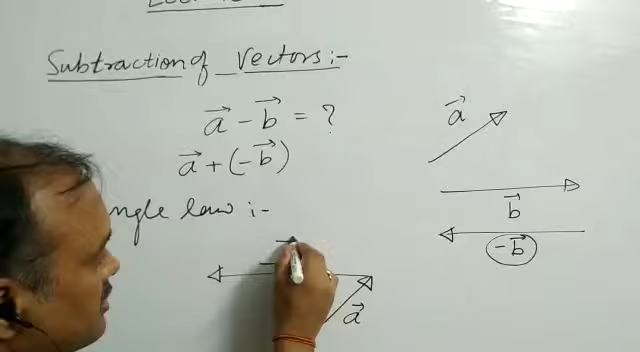 Subtraction of Vectors :-
a⃗ - b⃗ = ?
a⃗ + (-b⃗)
ngle law :-
a⃗
b⃗
-b⃗
a⃗